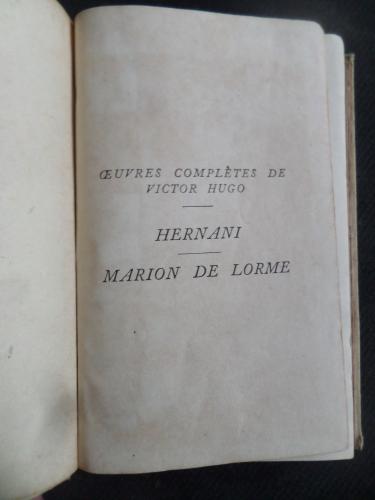 ŒUVRES COMPLÈTES DE
VICTOR HUGO
HERNANI
MARION DE LORME